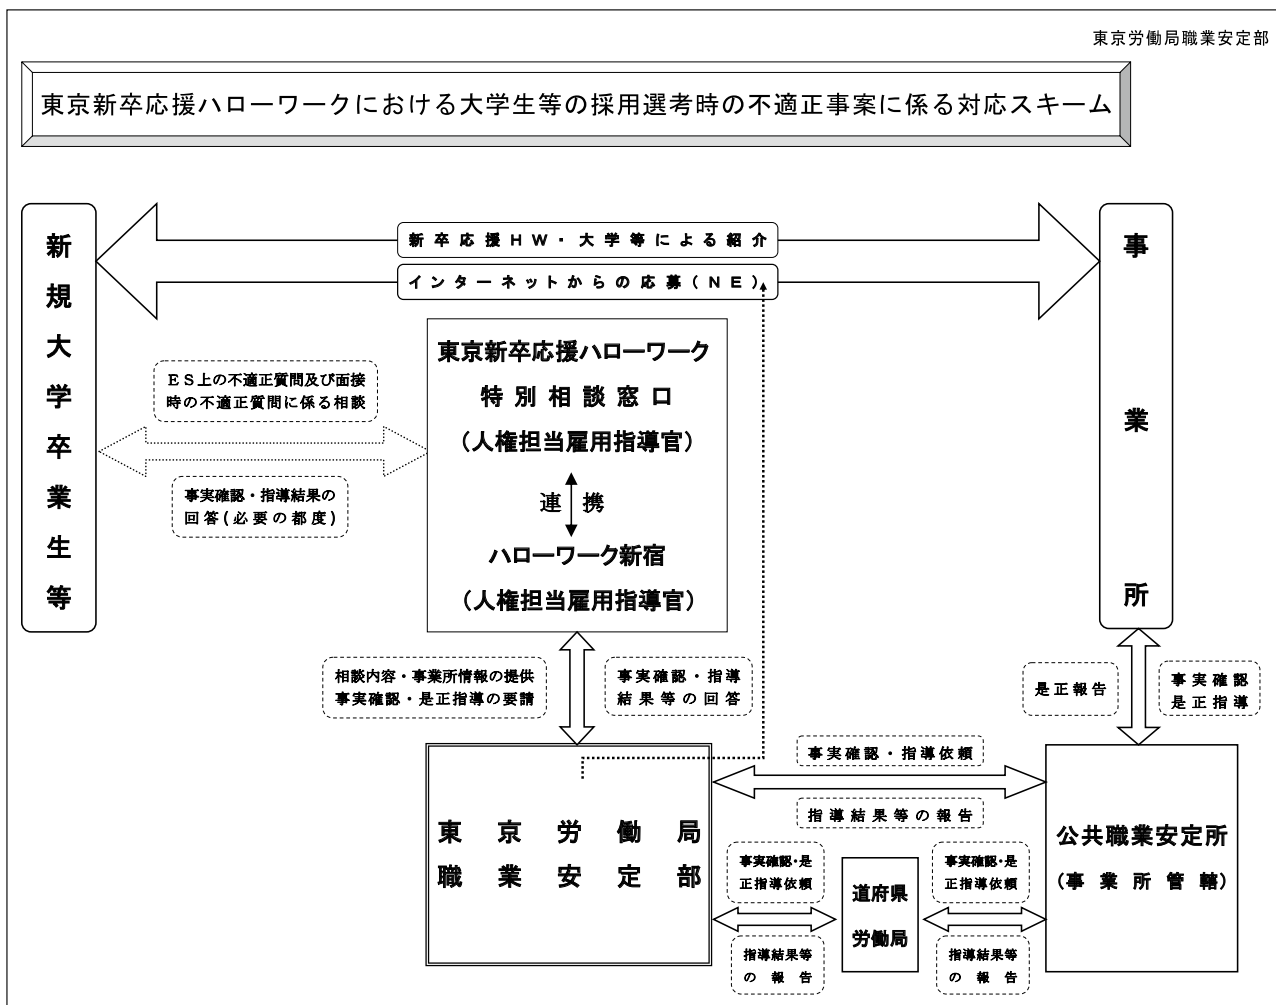 東京労働局職業安定部
東京新卒応援ハローワークにおける大学生等の採用選考時の不適正事案に係る対応スキーム
新規大学卒業生等
新卒応援HW・大学等による紹介
インターネットからの応募(NE)
事業所
東京新卒応援ハローワーク
特別相談窓口
(人権担当雇用指導官)
連携
ハローワーク新宿
(人権担当雇用指導官)
ES上の不適正質問及び面接
時の不適正質問に係る相談
事実確認・指導結果の
回答(必要の都度)
相談内容・事業所情報の提供
事実確認・是正指導の要請
事実確認・指導
結果等の回答
是正報告
事実確認
是正指導
東京労働局
職業安定部
事実確認・指導依頼
指導結果等の報告
公共職業安定所
(事業所管轄)
事実確認・是
正指導依頼
道府県
労働局
事実確認・是
正指導依頼
指導結果等
の報告
指導結果等
の報告